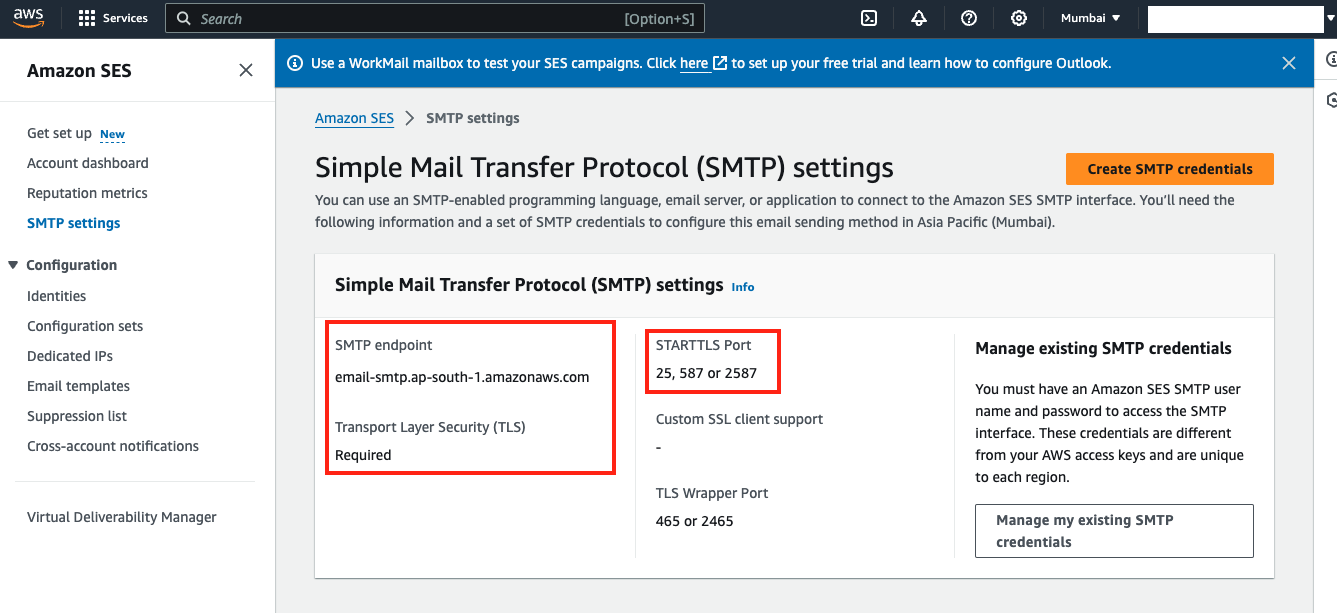 aws
Services
Search
[Option+S]
Mumbai
Amazon SES
Use a WorkMail mailbox to test your SES campaigns. Click here to set up your free trial and learn how to configure Outlook.
Get set up New
Account dashboard
Reputation metrics
SMTP settings
Configuration
Identities
Configuration sets
Dedicated IPs
Email templates
Suppression list
Cross-account notifications
Virtual Deliverability Manager
Amazon SES > SMTP settings
Simple Mail Transfer Protocol (SMTP) settings
Create SMTP credentials
You can use an SMTP-enabled programming language, email server, or application to connect to the Amazon SES SMTP interface. You’ll need the
following information and a set of SMTP credentials to configure this email sending method in Asia Pacific (Mumbai).
Simple Mail Transfer Protocol (SMTP) settings Info
SMTP endpoint
email-smtp.ap-south-1.amazonaws.com
Transport Layer Security (TLS)
Required
STARTTLS Port
25, 587 or 2587
Custom SSL client support
-
TLS Wrapper Port
465 or 2465
Manage existing SMTP credentials
You must have an Amazon SES SMTP user
name and password to access the SMTP
interface. These credentials are different
from your AWS access keys and are unique
to each region.
Manage my existing SMTP
credentials